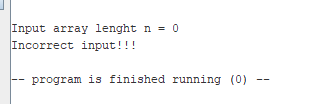 Input array lenght n = 0
Incorrect input!!!
-- program is finished running (0) --